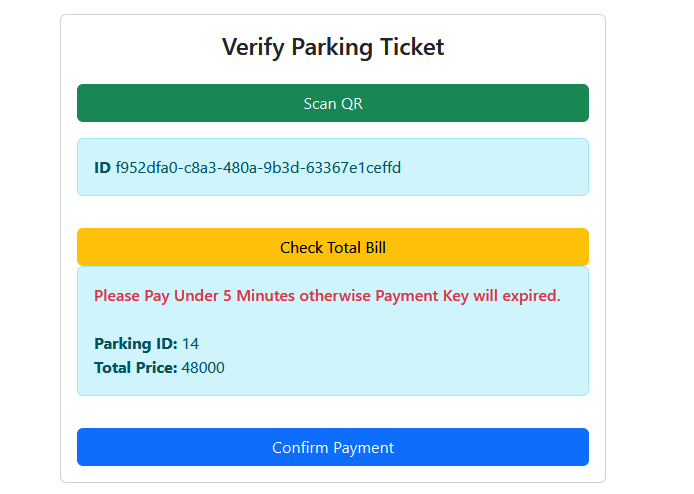 Verify Parking Ticket
Scan QR
ID f952dfa0-c8a3-480a-9b3d-63367e1ceffd
Check Total Bill
Please Pay Under 5 Minutes otherwise Payment Key will expired.
Parking ID: 14
Total Price: 48000
Confirm Payment